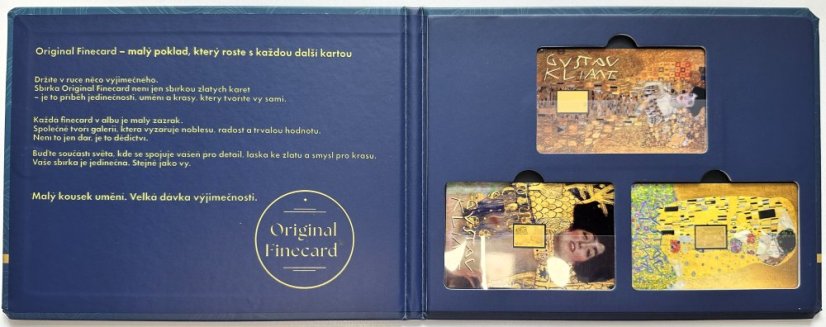 Original Finecard – malý poklad, který roste s každou další kartou
Držíte v ruce něco výjimečného.
Sbírka Original Finecard není jen sbírkou zlatých karet
– je to příběh jedinečnosti, umění a krásy, který tvoříte vy sami.
Každá finecard v albu je malý zázrak.
Společně tvoří galerii, která vyzařuje noblesu, radost a trvalou hodnotu.
Není to jen dar, je to dědictví.
Buďte součástí světa, kde se spojuje vášeň pro detail, láska ke zlatu a smysl pro krásu.
Vaše sbírka je jedinečná. Stejně jako vy.
Malý kousek umění. Velká dávka výjimečnosti.
Original
Finecard
GUSTAV
KLIMT
GUSTAV
KLIMT
GUSTAV
KLIMT